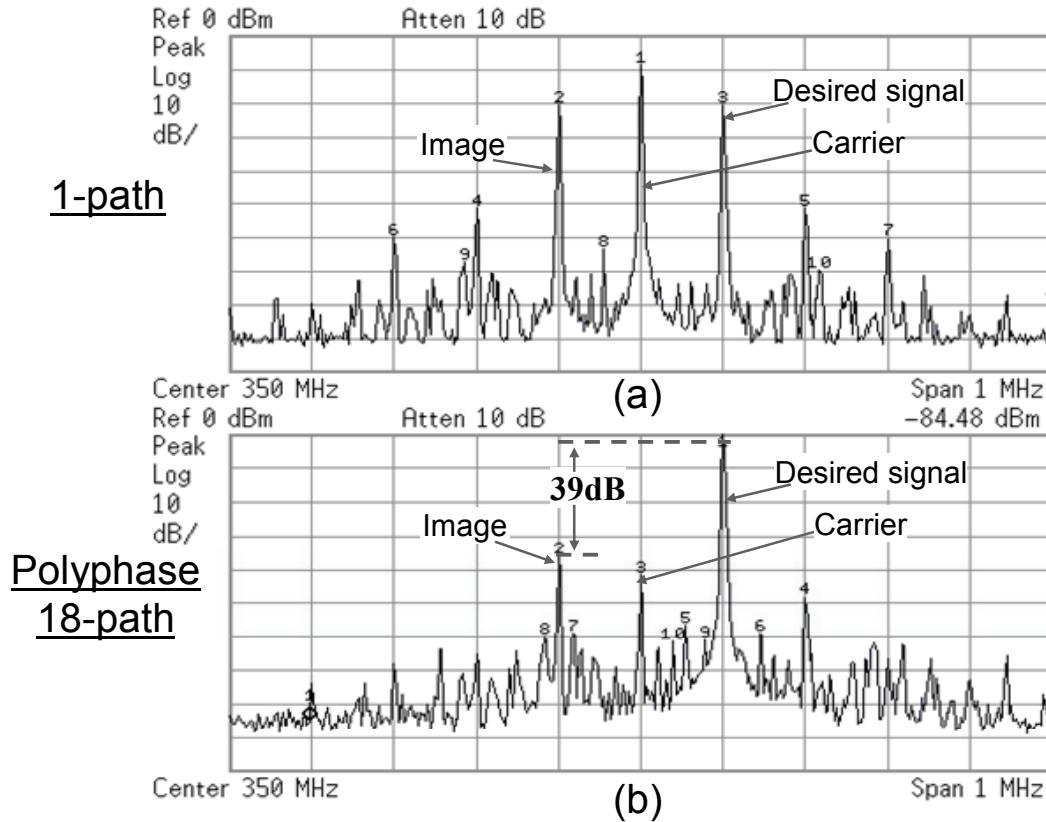 Ref 0 dBm Atten 10 dB
Peak
Log
10
dB/
1
2
3
Desired signal
Image
Carrier
1-path
4
5
6
7
8
9
10
Center 350 MHz
(a)
Span 1 MHz
Ref 0 dBm Atten 10 dB -84.48 dBm
Peak
Log
10
dB/
39dB
Desired signal
Image
Carrier
2
3
Polyphase
18-path
4
5
6
7
8
9
10
1
Center 350 MHz
(b)
Span 1 MHz